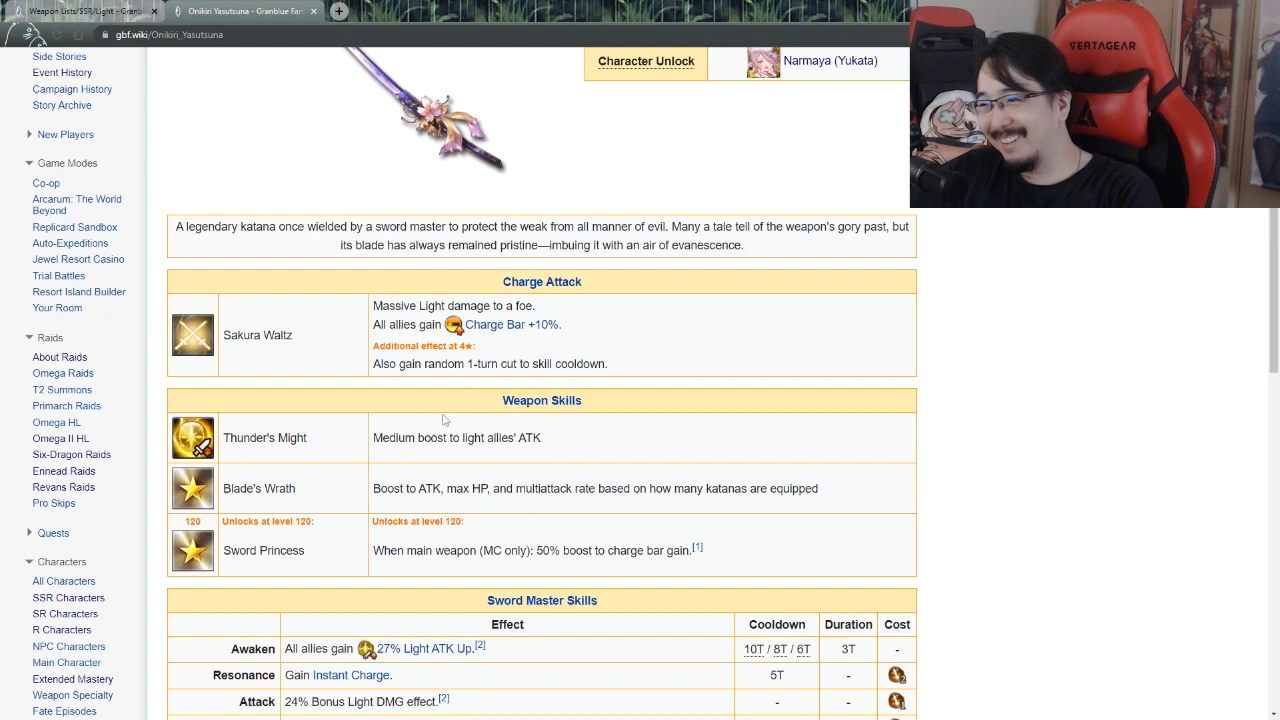 Weapon Lists/SSR/Light - Granbl
Onikiri Yasutsuna - Granblue Fan
gbf.wiki/Onikiri_Yasutsuna
Side Stories
Event History
Campaign History
Story Archive
New Players
Game Modes
Co-op
Arcarum: The World
Beyond
Replicard Sandbox
Auto-Expeditions
Jewel Resort Casino
Trial Battles
Resort Island Builder
Your Room
Raids
About Raids
Omega Raids
T2 Summons
Primarch Raids
Omega HL
Omega II HL
Six-Dragon Raids
Ennead Raids
Revans Raids
Pro Skips
Quests
Characters
All Characters
SSR Characters
SR Characters
R Characters
NPC Characters
Main Character
Extended Mastery
Weapon Specialty
Fate Episodes
Character Unlock
Narmaya (Yukata)
VERTAGEAR
A legendary katana once wielded by a sword master to protect the weak from all manner of evil. Many a tale tell of the weapon's gory past, but
its blade has always remained pristine—imbuing it with an air of evanescence.
Charge Attack
Sakura Waltz
Massive Light damage to a foe.
All allies gain Charge Bar +10%.
Additional effect at 4★:
Also gain random 1-turn cut to skill cooldown.
Weapon Skills
Thunder's Might
Medium boost to light allies' ATK
Blade's Wrath
Boost to ATK, max HP, and multiattack rate based on how many katanas are equipped
120 Unlocks at level 120: Unlocks at level 120:
Sword Princess
When main weapon (MC only): 50% boost to charge bar gain.[1]
Sword Master Skills
Effect Cooldown Duration Cost
Awaken All allies gain 27% Light ATK Up.[2] 10T / 8T / 6T 3T -
Resonance Gain Instant Charge. 5T - 2
Attack 24% Bonus Light DMG effect.[2] - - 1